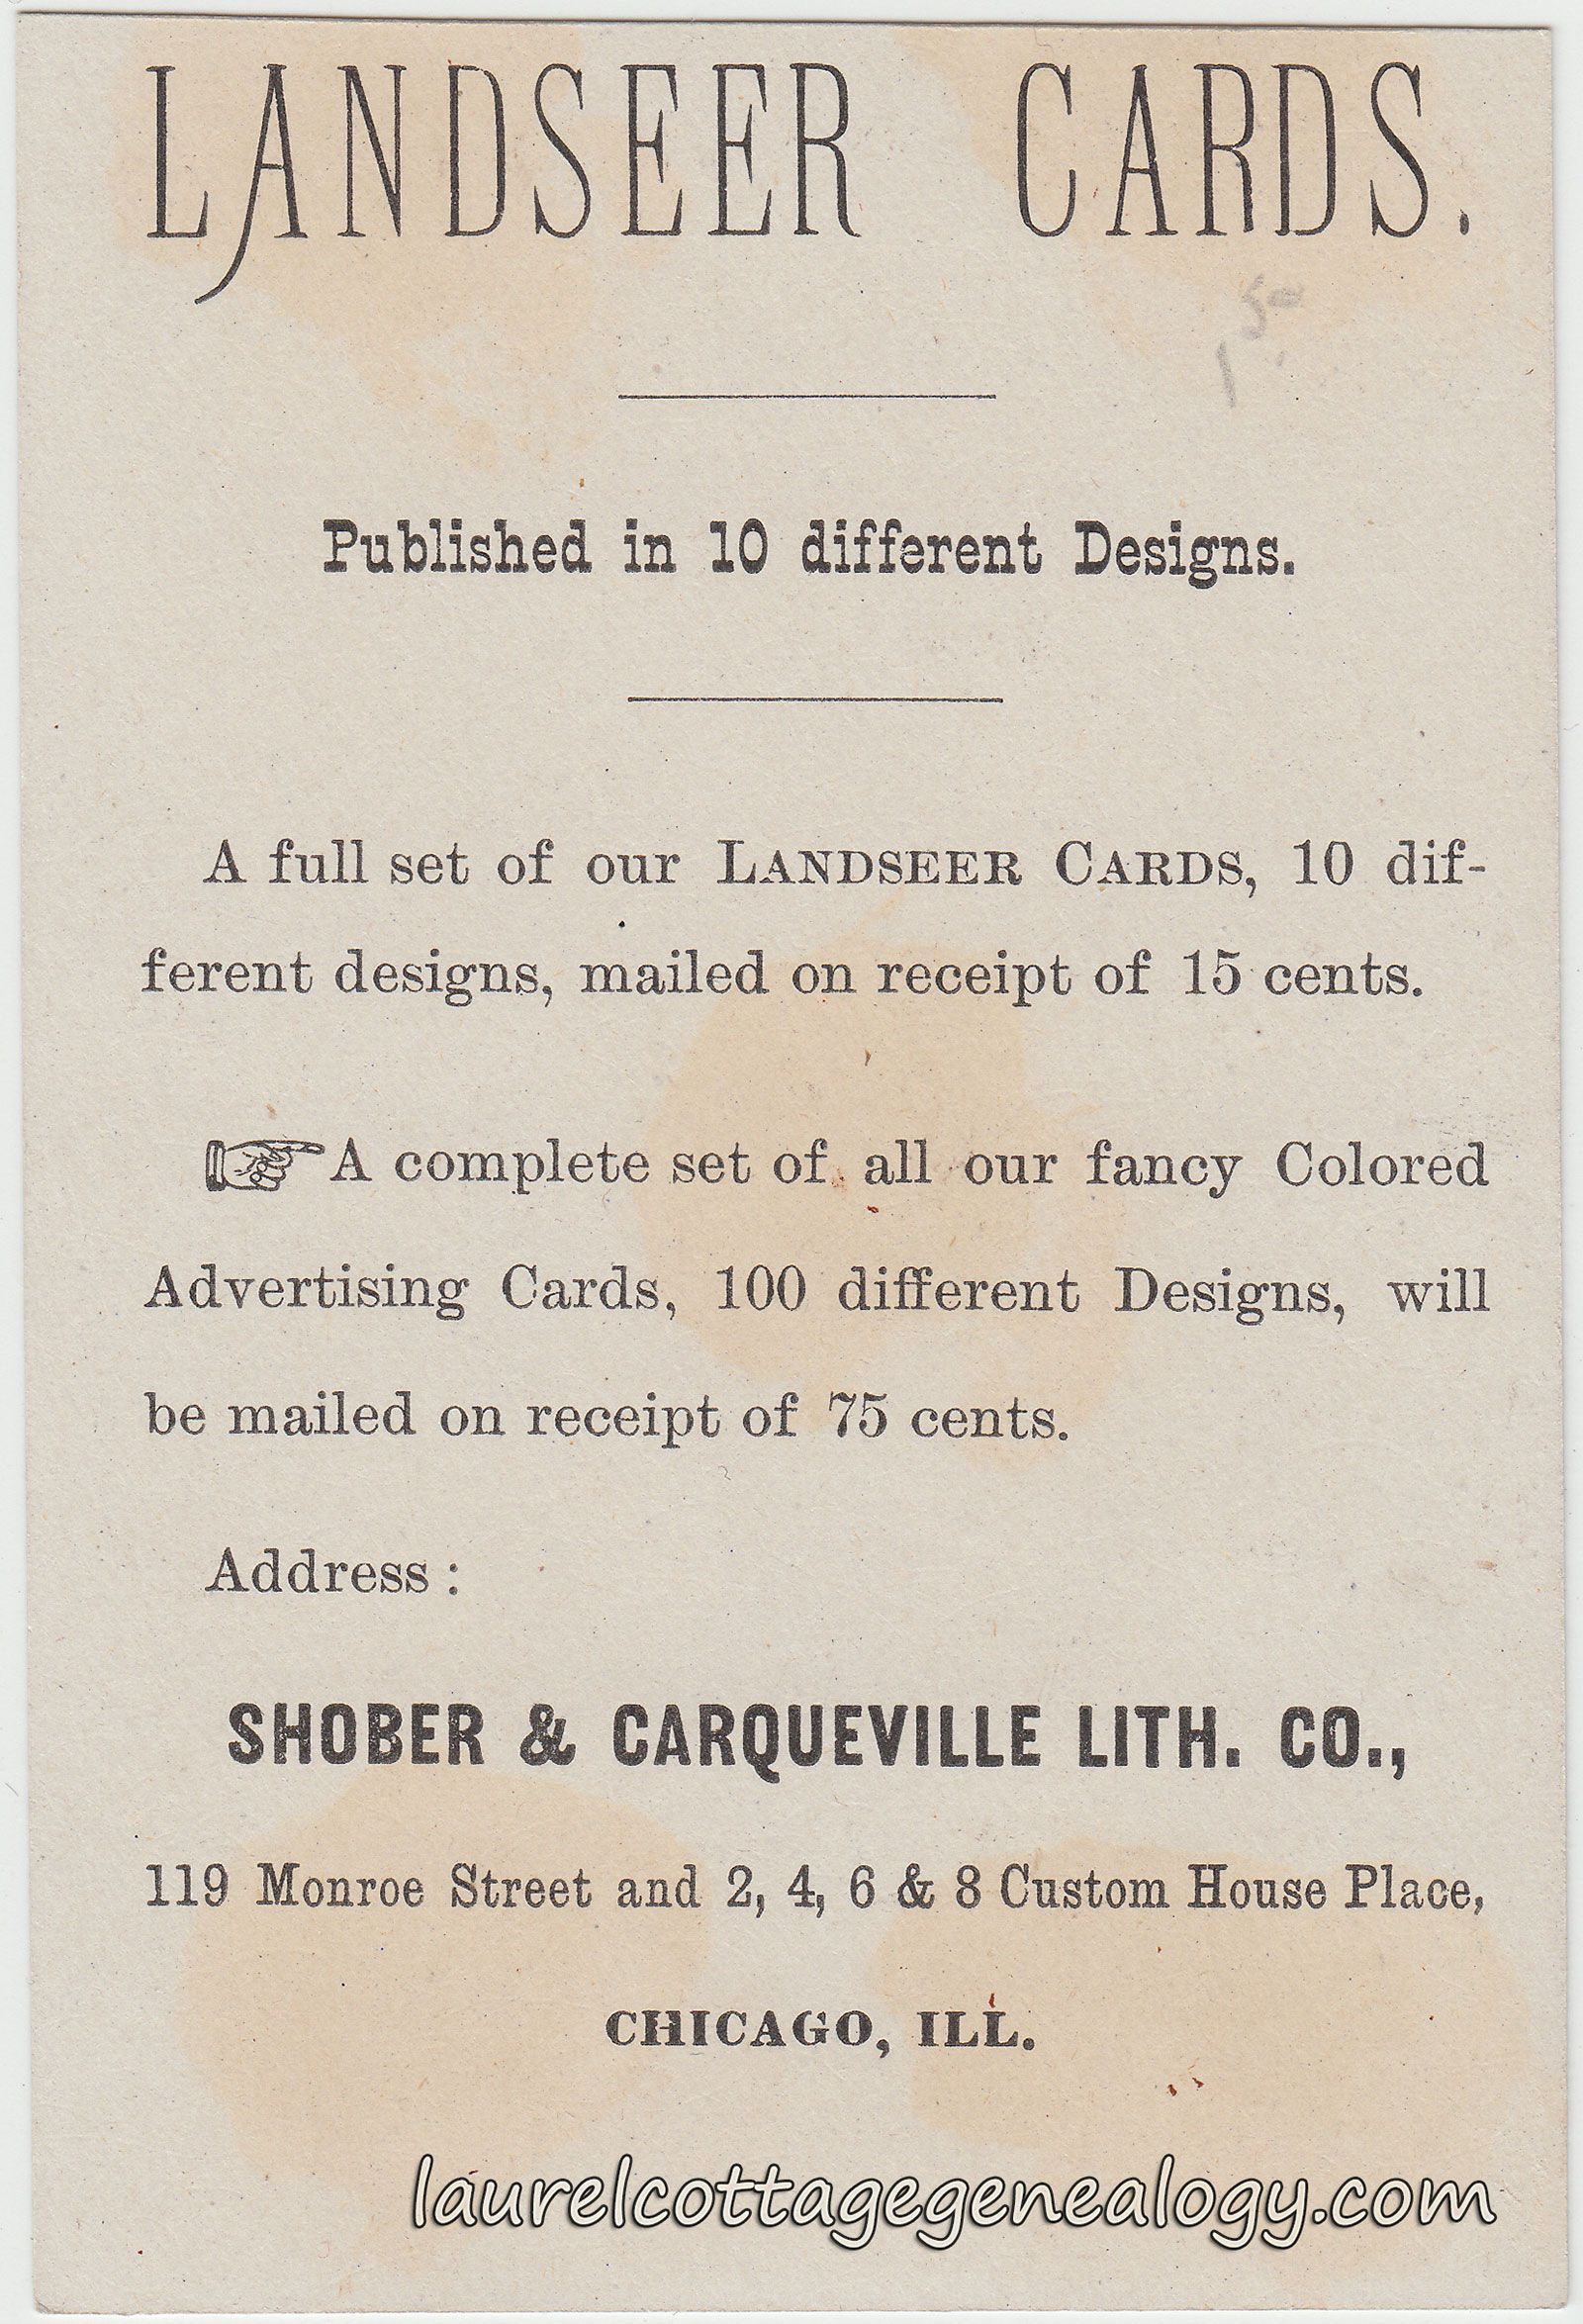 LANDSEER CARDS.
Published in 10 different Designs.
A full set of our LANDSEER CARDS, 10 dif-
ferent designs, mailed on receipt of 15 cents.
☞ A complete set of all our fancy Colored
Advertising Cards, 100 different Designs, will
be mailed on receipt of 75 cents.
Address:
SHOBER & CARQUEVILLE LITH. CO.,
119 Monroe Street and 2, 4, 6 & 8 Custom House Place,
CHICAGO, ILL.
laurelcottagegenealogy.com